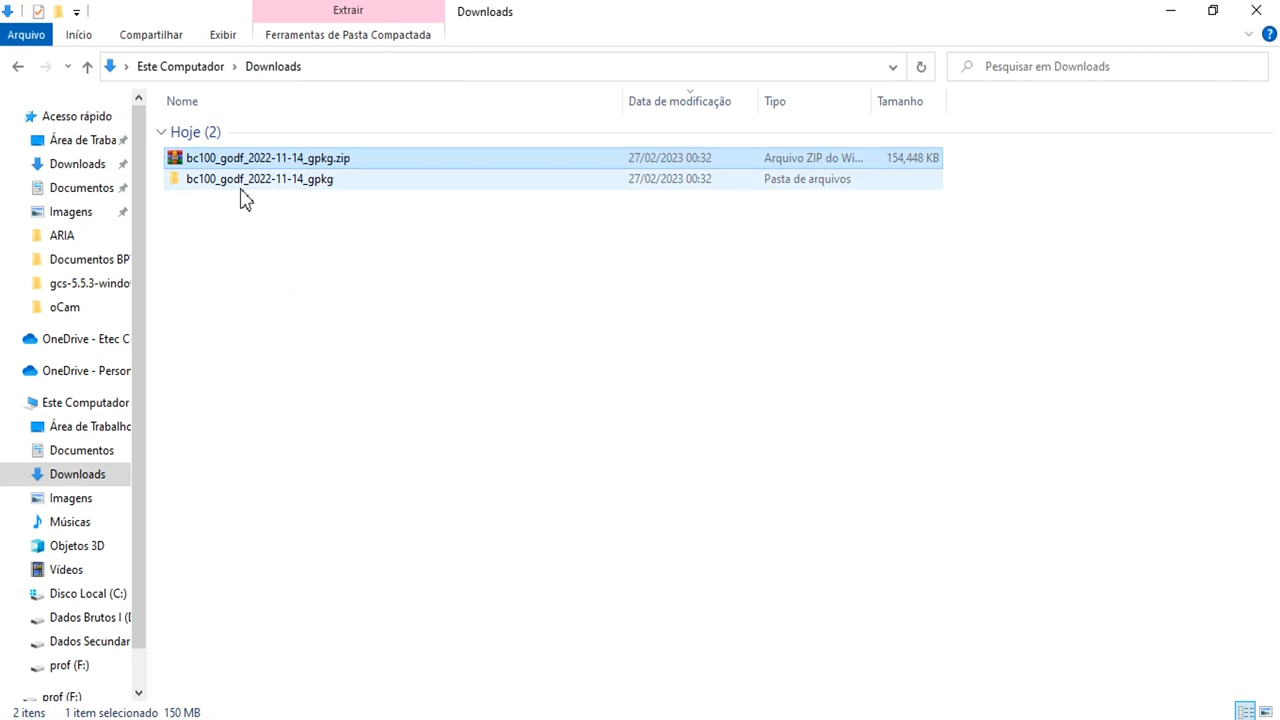 Extrair
Downloads
Arquivo
Início
Compartilhar
Exibir
Ferramentas de Pasta Compactada
Este Computador
Downloads
Pesquisar em Downloads
Nome
Data de modificação
Tipo
Tamanho
Hoje (2)
bc100_godf_2022-11-14_gpkg.zip
27/02/2023 00:32
Arquivo ZIP do Wi...
154,448 KB
bc100_godf_2022-11-14_gpkg
27/02/2023 00:32
Pasta de arquivos
Acesso rápido
Área de Traba
Downloads
Documentos
Imagens
ARIA
Documentos BP
gcs-5.5.3-windo
oCam
OneDrive - Etec C
OneDrive - Person
Este Computador
Área de Trabalho
Documentos
Downloads
Imagens
Músicas
Objetos 3D
Vídeos
Disco Local (C:)
Dados Brutos I (
Dados Secundar
prof (F:)
prof (F:)
2 itens
1 item selecionado 150 MB